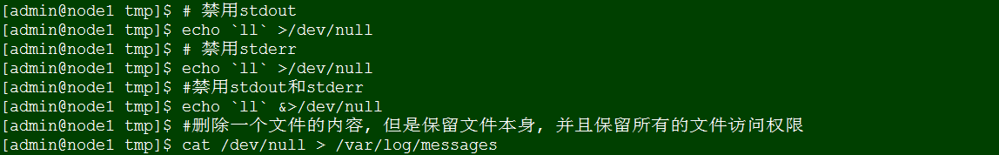 [admin@node1 tmp]$ # 禁用stdout
[admin@node1 tmp]$ echo `ll` >/dev/null
[admin@node1 tmp]$ # 禁用stderr
[admin@node1 tmp]$ echo `ll` >/dev/null
[admin@node1 tmp]$ #禁用stdout和stderr
[admin@node1 tmp]$ echo `ll` &>/dev/null
[admin@node1 tmp]$ #删除一个文件的内容, 但是保留文件本身, 并且保留所有的文件访问权限
[admin@node1 tmp]$ cat /dev/null > /var/log/messages